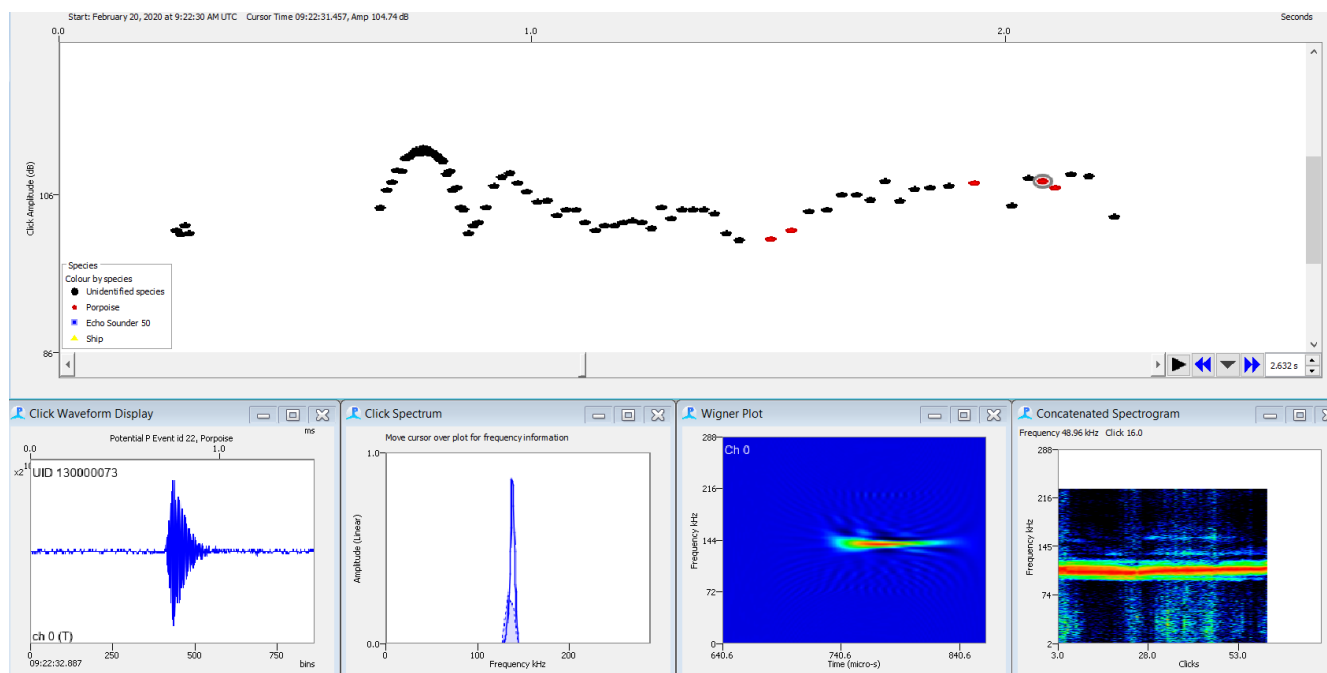 Start: February 20, 2020 at 9:22:30 AM UTC Cursor Time 09:22:31.457, Amp 104.74 dB
Seconds
0.0 1.0 2.0
Click Amplitude (dB)
106
86
Species
Colour by species
Unidentified species
Porpoise
Echo Sounder 50
Ship
2.632 s
Click Waveform Display
Potential P Event id 22, Porpoise
ms
0.0 1.0
UID 130000073
ch 0 (T)
0 250 500 750
09:22:32.887
bins
Click Spectrum
Move cursor over plot for frequency information
1.0
Amplitude (Linear)
0.0
0 100 200
Frequency kHz
Wigner Plot
Ch 0
288
216
144
72
0
Frequency kHz
640.6 740.6 840.6
Time (micro-s)
Concatenated Spectrogram
Frequency 48.96 kHz Click 16.0
288
216
145
74
2
Frequency kHz
3.0 28.0 53.0
Clicks